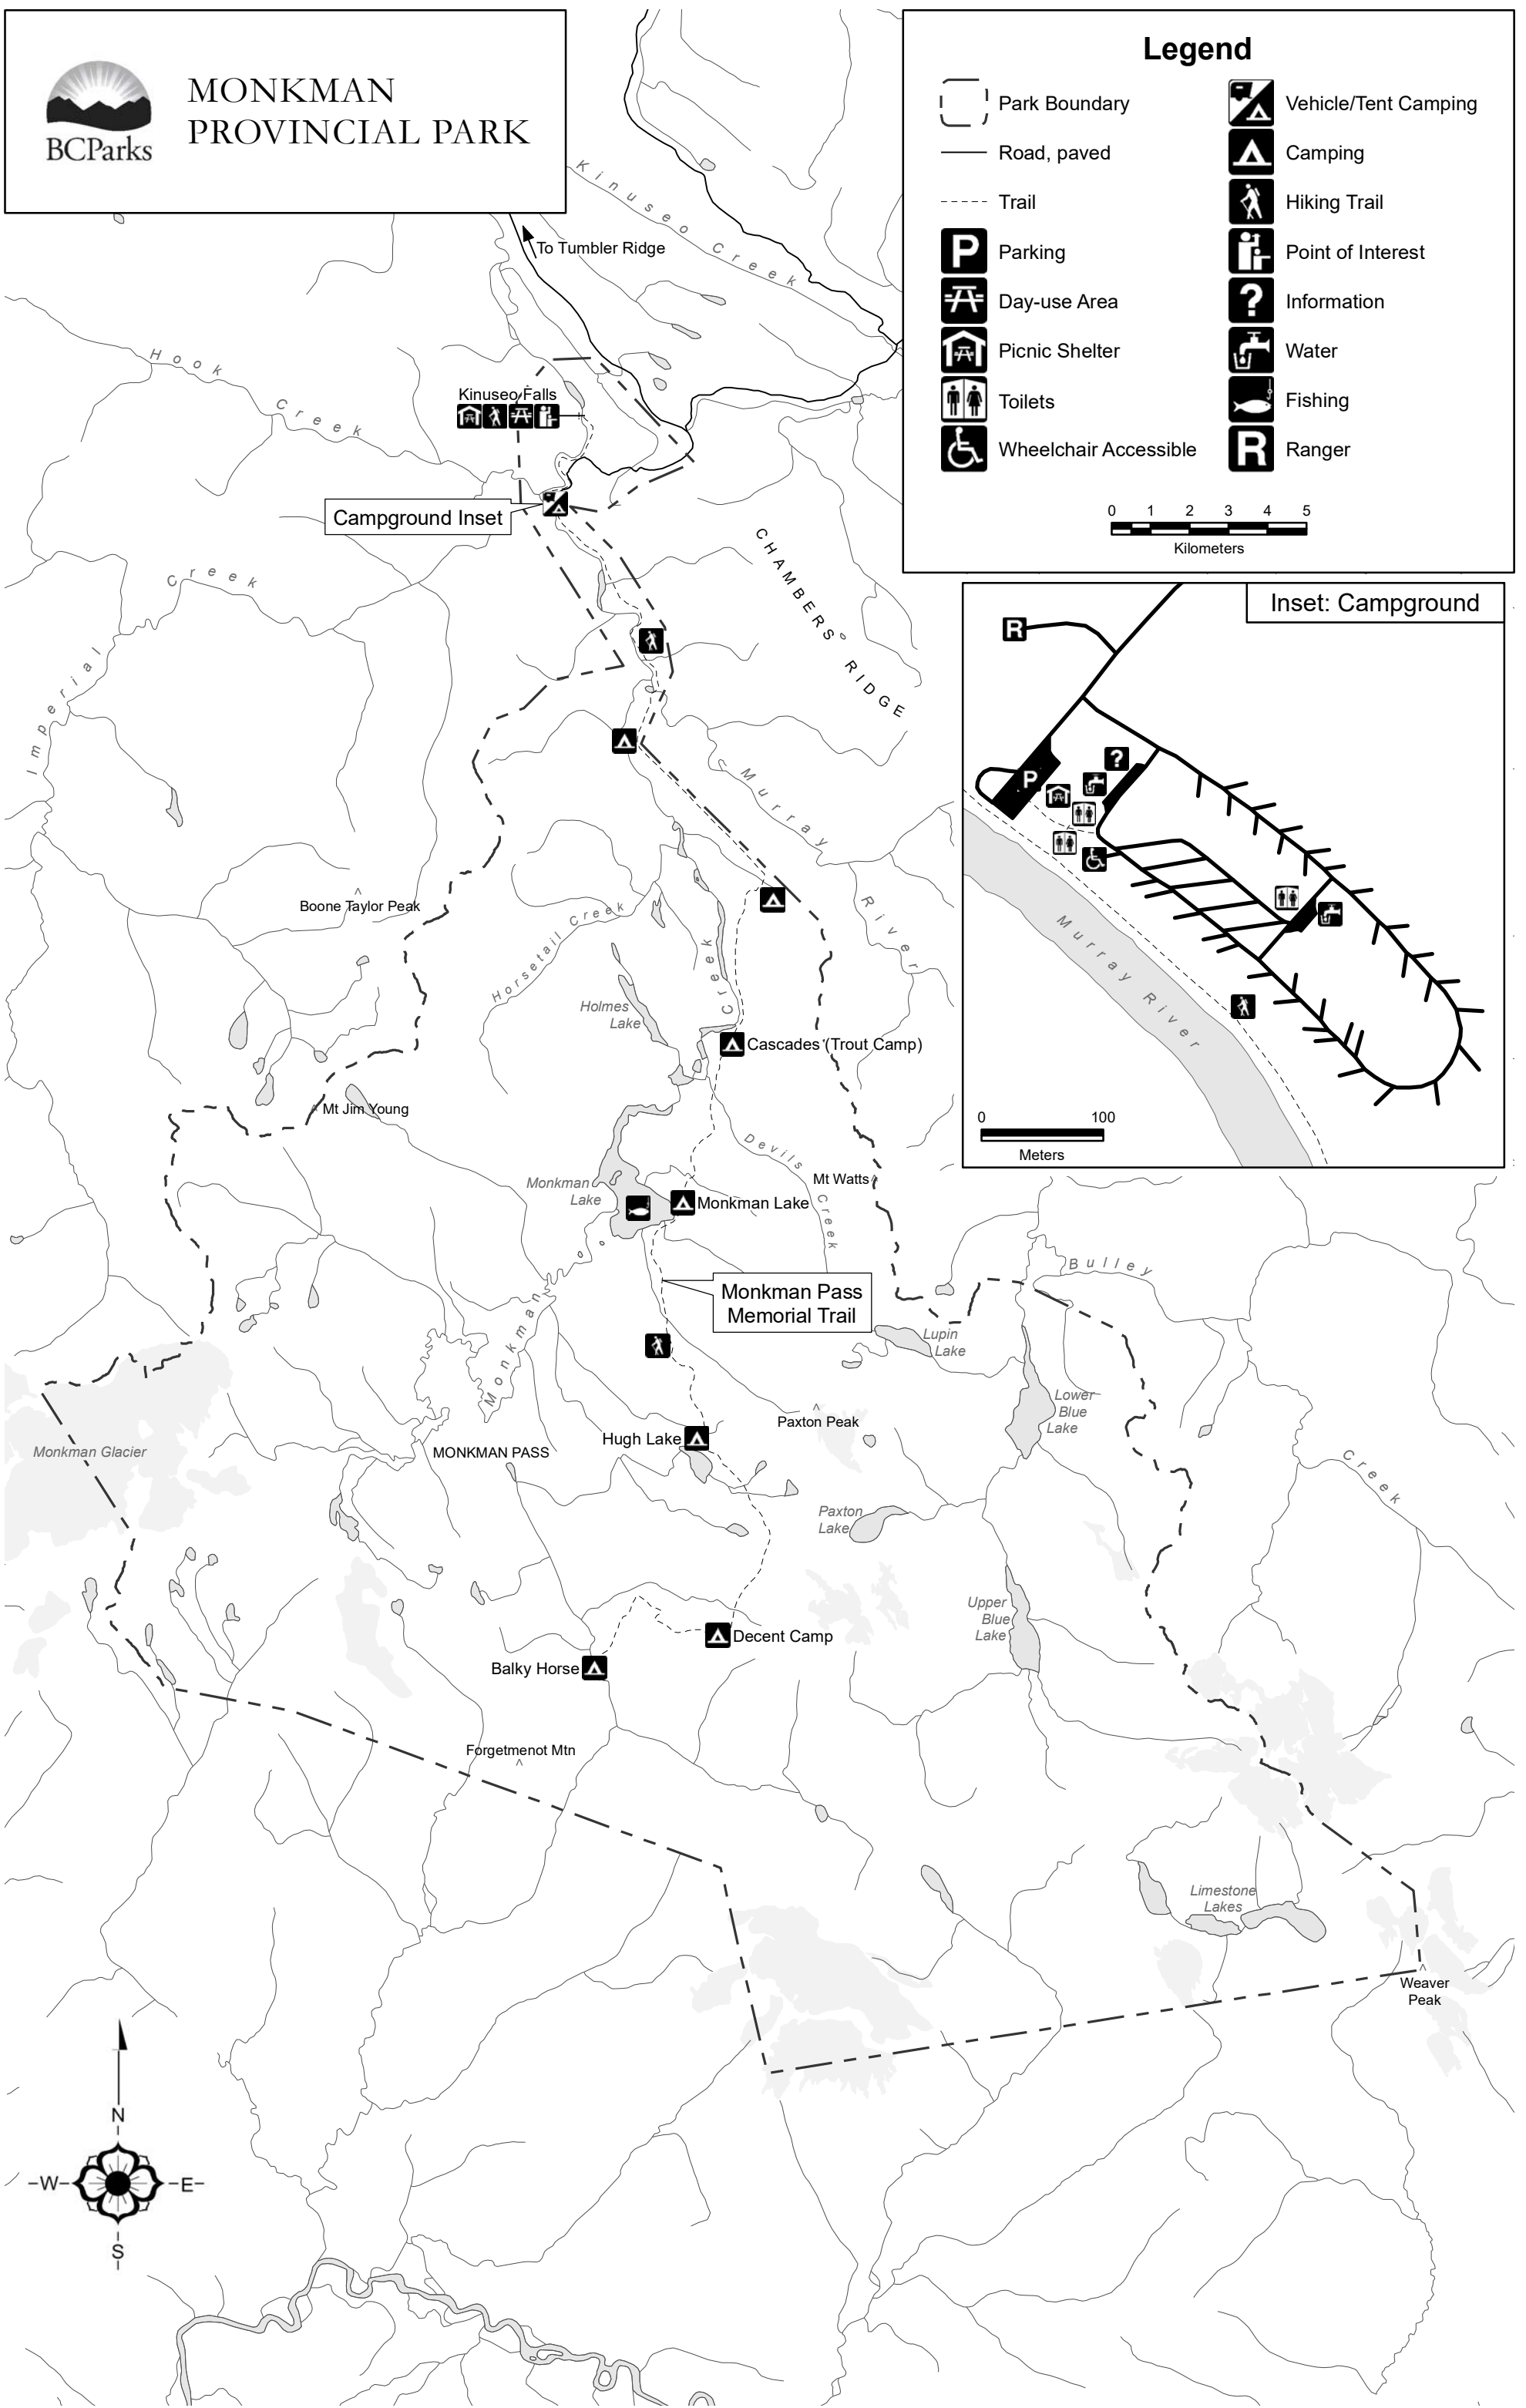 BCParks
MONKMAN
PROVINCIAL PARK
Legend
Park Boundary
Road, paved
Trail
P
Parking
Day-use Area
Picnic Shelter
Toilets
Wheelchair Accessible
Vehicle/Tent Camping
Camping
Hiking Trail
Point of Interest
?
Information
Water
Fishing
R
Ranger
0 1 2 3 4 5
Kilometers
Kinuseo Creek
To Tumbler Ridge
Hook Creek
Kinuseo Falls
Campground Inset
CHAMBERS RIDGE
Imperial Creek
Murray River
Boone Taylor Peak
Horsetail Creek
Holmes
Lake
Creek
Cascades (Trout Camp)
Mt Jim Young
Devils Creek
Mt Watts
Monkman
Lake
Monkman Lake
Monkman Pass
Memorial Trail
Bulley
Creek
Monkman
Lupin
Lake
Lower
Blue
Lake
Paxton Peak
Hugh Lake
Monkman Glacier
MONKMAN PASS
Paxton
Lake
Upper
Blue
Lake
Decent Camp
Balky Horse
Forgetmenot Mtn
Limestone
Lakes
Weaver
Peak
N
W
E
S
Inset: Campground
R
P
?
Murray River
0 100
Meters